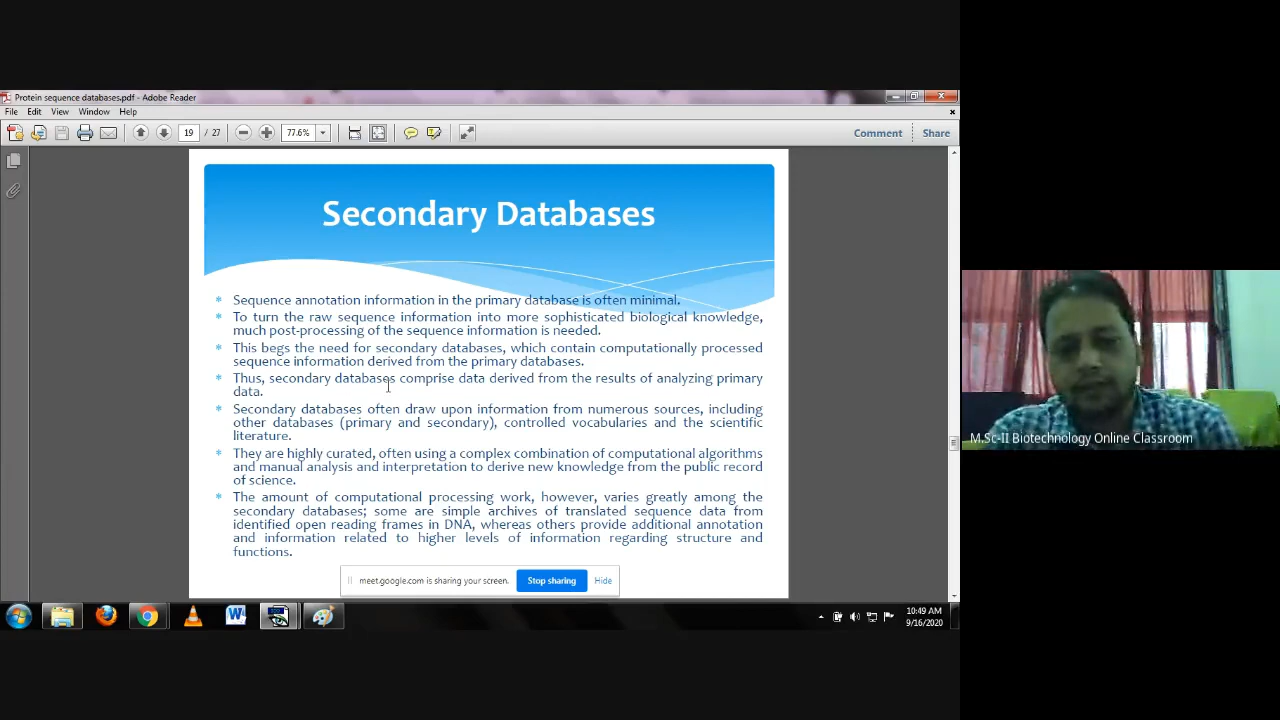 Protein sequence databases.pdf - Adobe Reader
File Edit View Window Help
19 / 27 77.6% Comment Share
Secondary Databases
Sequence annotation information in the primary database is often minimal.
To turn the raw sequence information into more sophisticated biological knowledge,
much post-processing of the sequence information is needed.
This begs the need for secondary databases, which contain computationally processed
sequence information derived from the primary databases.
Thus, secondary databases comprise data derived from the results of analyzing primary
data.
Secondary databases often draw upon information from numerous sources, including
other databases (primary and secondary), controlled vocabularies and the scientific
literature.
They are highly curated, often using a complex combination of computational algorithms
and manual analysis and interpretation to derive new knowledge from the public record
of science.
The amount of computational processing work, however, varies greatly among the
secondary databases; some are simple archives of translated sequence data from
identified open reading frames in DNA, whereas others provide additional annotation
and information related to higher levels of information regarding structure and
functions.
meet.google.com is sharing your screen. Stop sharing Hide
10:49 AM
9/16/2020
M.Sc-II Biotechnology Online Classroom